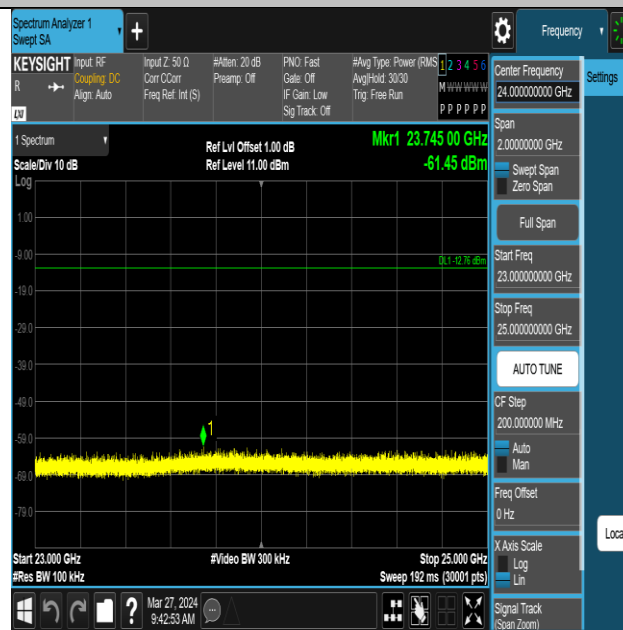 Spectrum Analyzer 1
Swept SA
+
Frequency
KEYSIGHT
R
LXI
Input: RF
Coupling: DC
Align: Auto
Input Z: 50 Ω
Corr CCorr
Freq Ref: Int (S)
#Atten: 20 dB
Preamp: Off
PNO: Fast
Gate: Off
IF Gain: Low
Sig Track: Off
#Avg Type: Power (RMS
Avg|Hold: 30/30
Trig: Free Run
1 2 3 4 5 6
M W W W W W
P P P P P P
1 Spectrum
Scale/Div 10 dB
Ref Lvl Offset 1.00 dB
Ref Level 11.00 dBm
Mkr1 23.745 00 GHz
-61.45 dBm
Log
1.00
-9.00
DL1 -12.76 dBm
-19.0
-29.0
-39.0
-49.0
-59.0
1
-69.0
-79.0
Start 23.000 GHz
#Video BW 300 kHz
Stop 25.000 GHz
#Res BW 100 kHz
Sweep 192 ms (30001 pts)
?
Mar 27, 2024
9:42:53 AM
Center Frequency
24.000000000 GHz
Span
2.00000000 GHz
Swept Span
Zero Span
Full Span
Start Freq
23.000000000 GHz
Stop Freq
25.000000000 GHz
AUTO TUNE
CF Step
200.000000 MHz
Auto
Man
Freq Offset
0 Hz
X Axis Scale
Log
Lin
Signal Track
(Span Zoom)
Settings
Loca